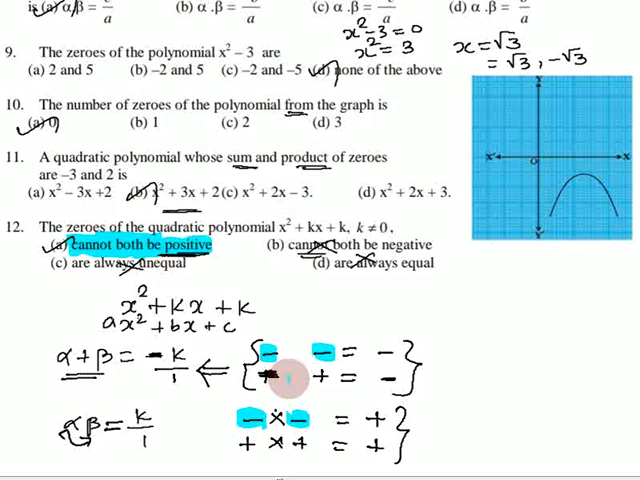 is (a) α β = c/a (b) α .β = c/a (c) α .β = /a (d) α .β = /a
x² - 3 = 0
9. The zeroes of the polynomial x² – 3 are x² = 3 x = √3
(a) 2 and 5 (b) –2 and 5 (c) –2 and –5 (d) none of the above = √3 , -√3
10. The number of zeroes of the polynomial from the graph is
(a) 0 (b) 1 (c) 2 (d) 3
11. A quadratic polynomial whose sum and product of zeroes
are –3 and 2 is
(a) x² – 3x +2 (b) x² + 3x + 2 (c) x² + 2x – 3. (d) x² + 2x + 3.
12. The zeroes of the quadratic polynomial x² + kx + k, k ≠ 0,
(a) cannot both be positive (b) cannot both be negative
(c) are always unequal (d) are always equal
Y
X' O X
Y'
x² + kx + k
ax² + bx + c
α + β = -k/1 ← { - - = -
+ + = - }
αβ = k/1 - × - = +
+ × + = + }